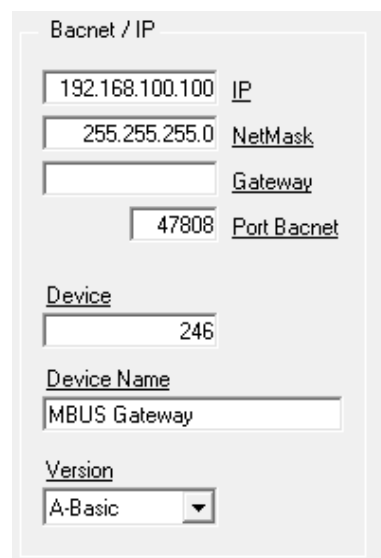 Bacnet / IP
192.168.100.100 IP
255.255.255.0 NetMask
Gateway
47808 Port Bacnet
Device
246
Device Name
MBUS Gateway
Version
A-Basic